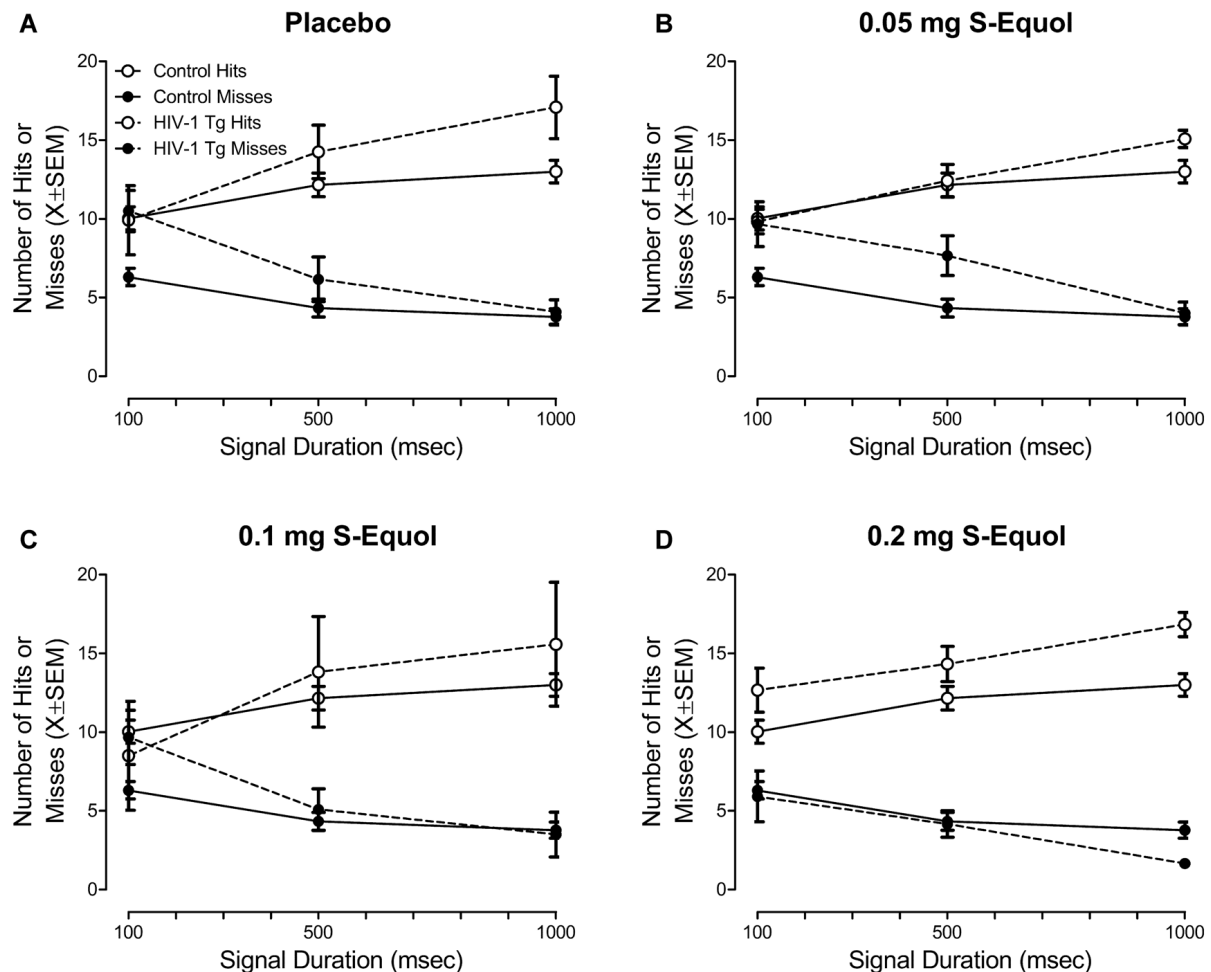 A
Placebo
20
15
10
5
0
Number of Hits or
Misses (X±SEM)
Control Hits
Control Misses
HIV-1 Tg Hits
HIV-1 Tg Misses
100 500 1000
Signal Duration (msec)
B
0.05 mg S-Equol
20
15
10
5
0
Number of Hits or
Misses (X±SEM)
100 500 1000
Signal Duration (msec)
C
0.1 mg S-Equol
20
15
10
5
0
Number of Hits or
Misses (X±SEM)
100 500 1000
Signal Duration (msec)
D
0.2 mg S-Equol
20
15
10
5
0
Number of Hits or
Misses (X±SEM)
100 500 1000
Signal Duration (msec)